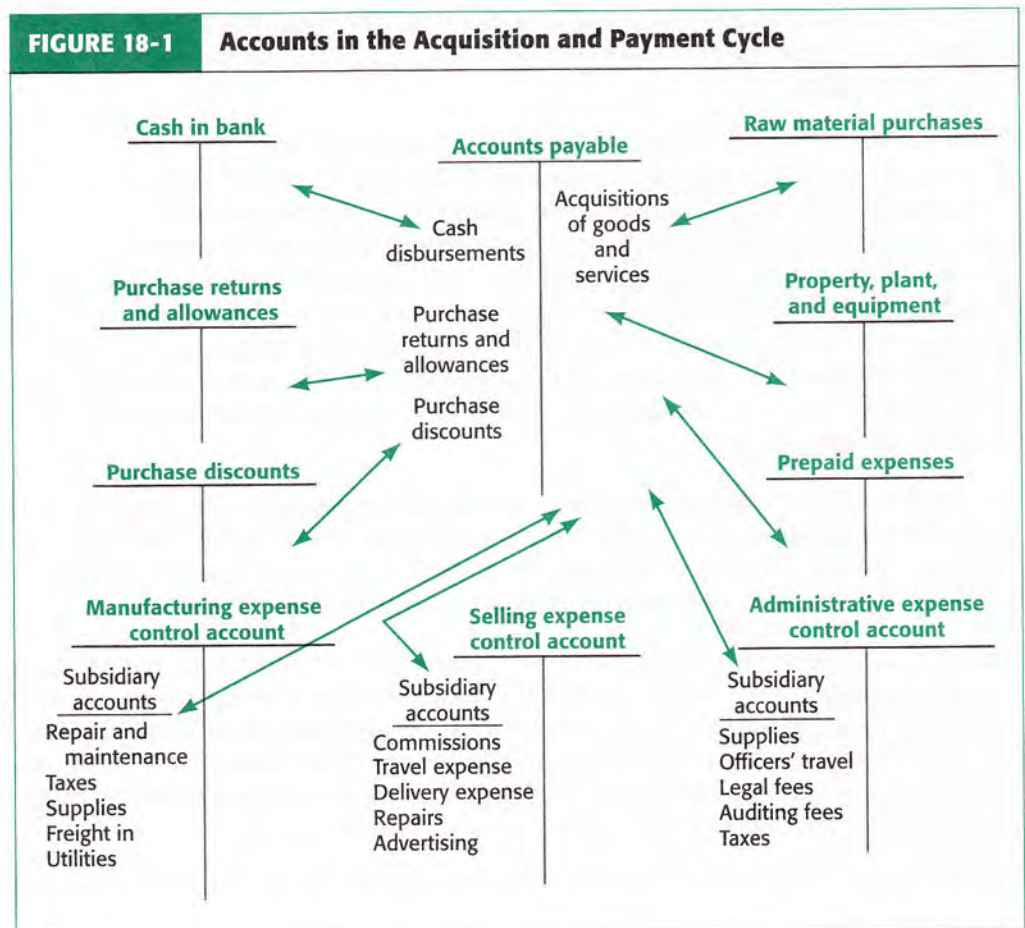 FIGURE 18-1
Accounts in the Acquisition and Payment Cycle
Cash in bank
Accounts payable
Raw material purchases
Cash
disbursements
Acquisitions
of goods
and
services
Purchase returns
and allowances
Purchase
returns and
allowances
Property, plant,
and equipment
Purchase
discounts
Purchase discounts
Prepaid expenses
Manufacturing expense
control account
Subsidiary
accounts
Repair and
maintenance
Taxes
Supplies
Freight in
Utilities
Selling expense
control account
Subsidiary
accounts
Commissions
Travel expense
Delivery expense
Repairs
Advertising
Administrative expense
control account
Subsidiary
accounts
Supplies
Officers' travel
Legal fees
Auditing fees
Taxes